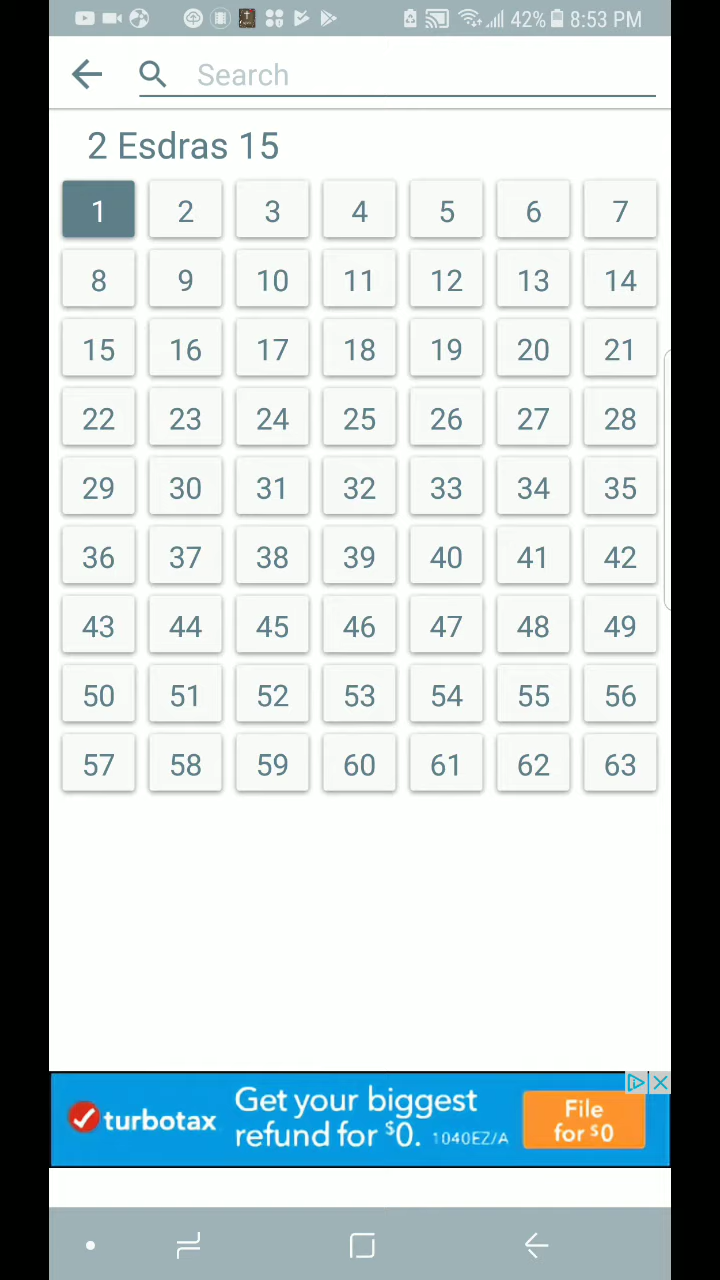 42% 8:53 PM
Search
2 Esdras 15
1 2 3 4 5 6 7
8 9 10 11 12 13 14
15 16 17 18 19 20 21
22 23 24 25 26 27 28
29 30 31 32 33 34 35
36 37 38 39 40 41 42
43 44 45 46 47 48 49
50 51 52 53 54 55 56
57 58 59 60 61 62 63
turbotax
Get your biggest
refund for $0. 1040EZ/A
File
for $0